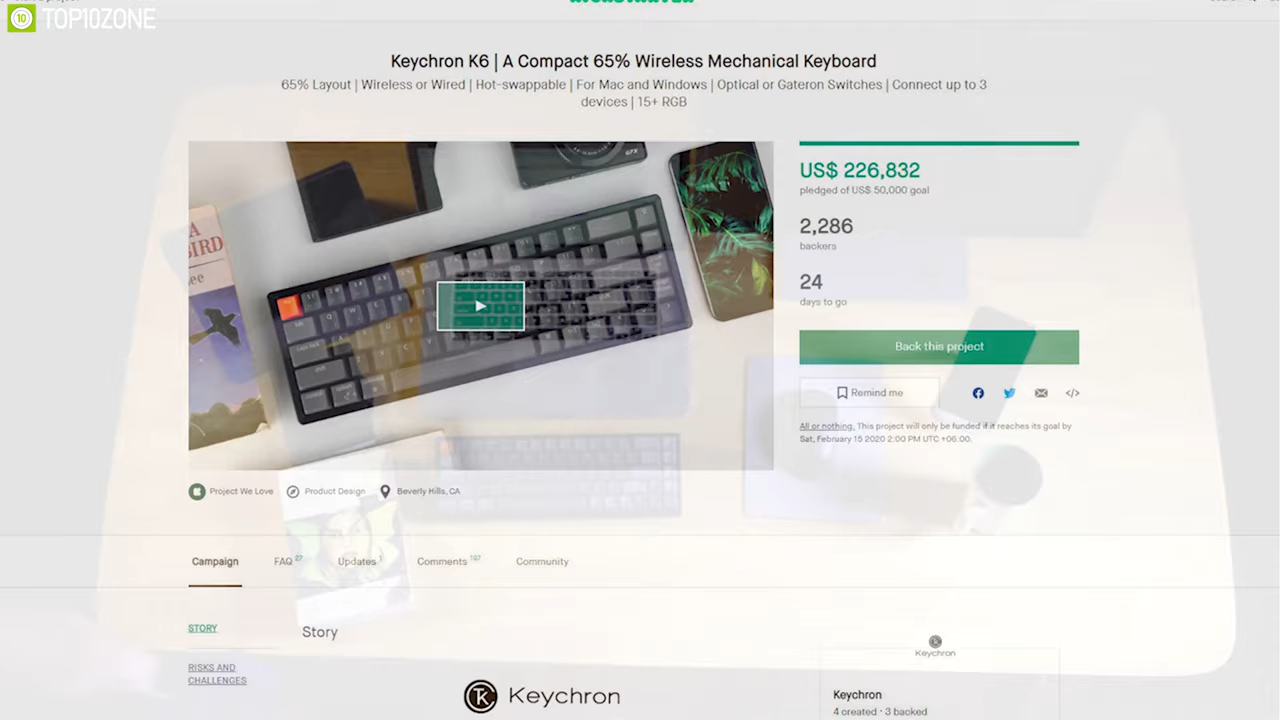 TOP10ZONE
Keychron K6 | A Compact 65% Wireless Mechanical Keyboard
65% Layout | Wireless or Wired | Hot-swappable | For Mac and Windows | Optical or Gateron Switches | Connect up to 3
devices | 15+ RGB
US$ 226,832
pledged of US$ 50,000 goal
2,286
backers
24
days to go
Back this project
Remind me
All or nothing. This project will only be funded if it reaches its goal by
Sat, February 15 2020 2:00 PM UTC +06:00.
Project We Love
Product Design
Beverly Hills, CA
Campaign
FAQ 27
Updates 1
Comments 107
Community
STORY
Story
RISKS AND
CHALLENGES
Keychron
Keychron
Keychron
4 created · 3 backed